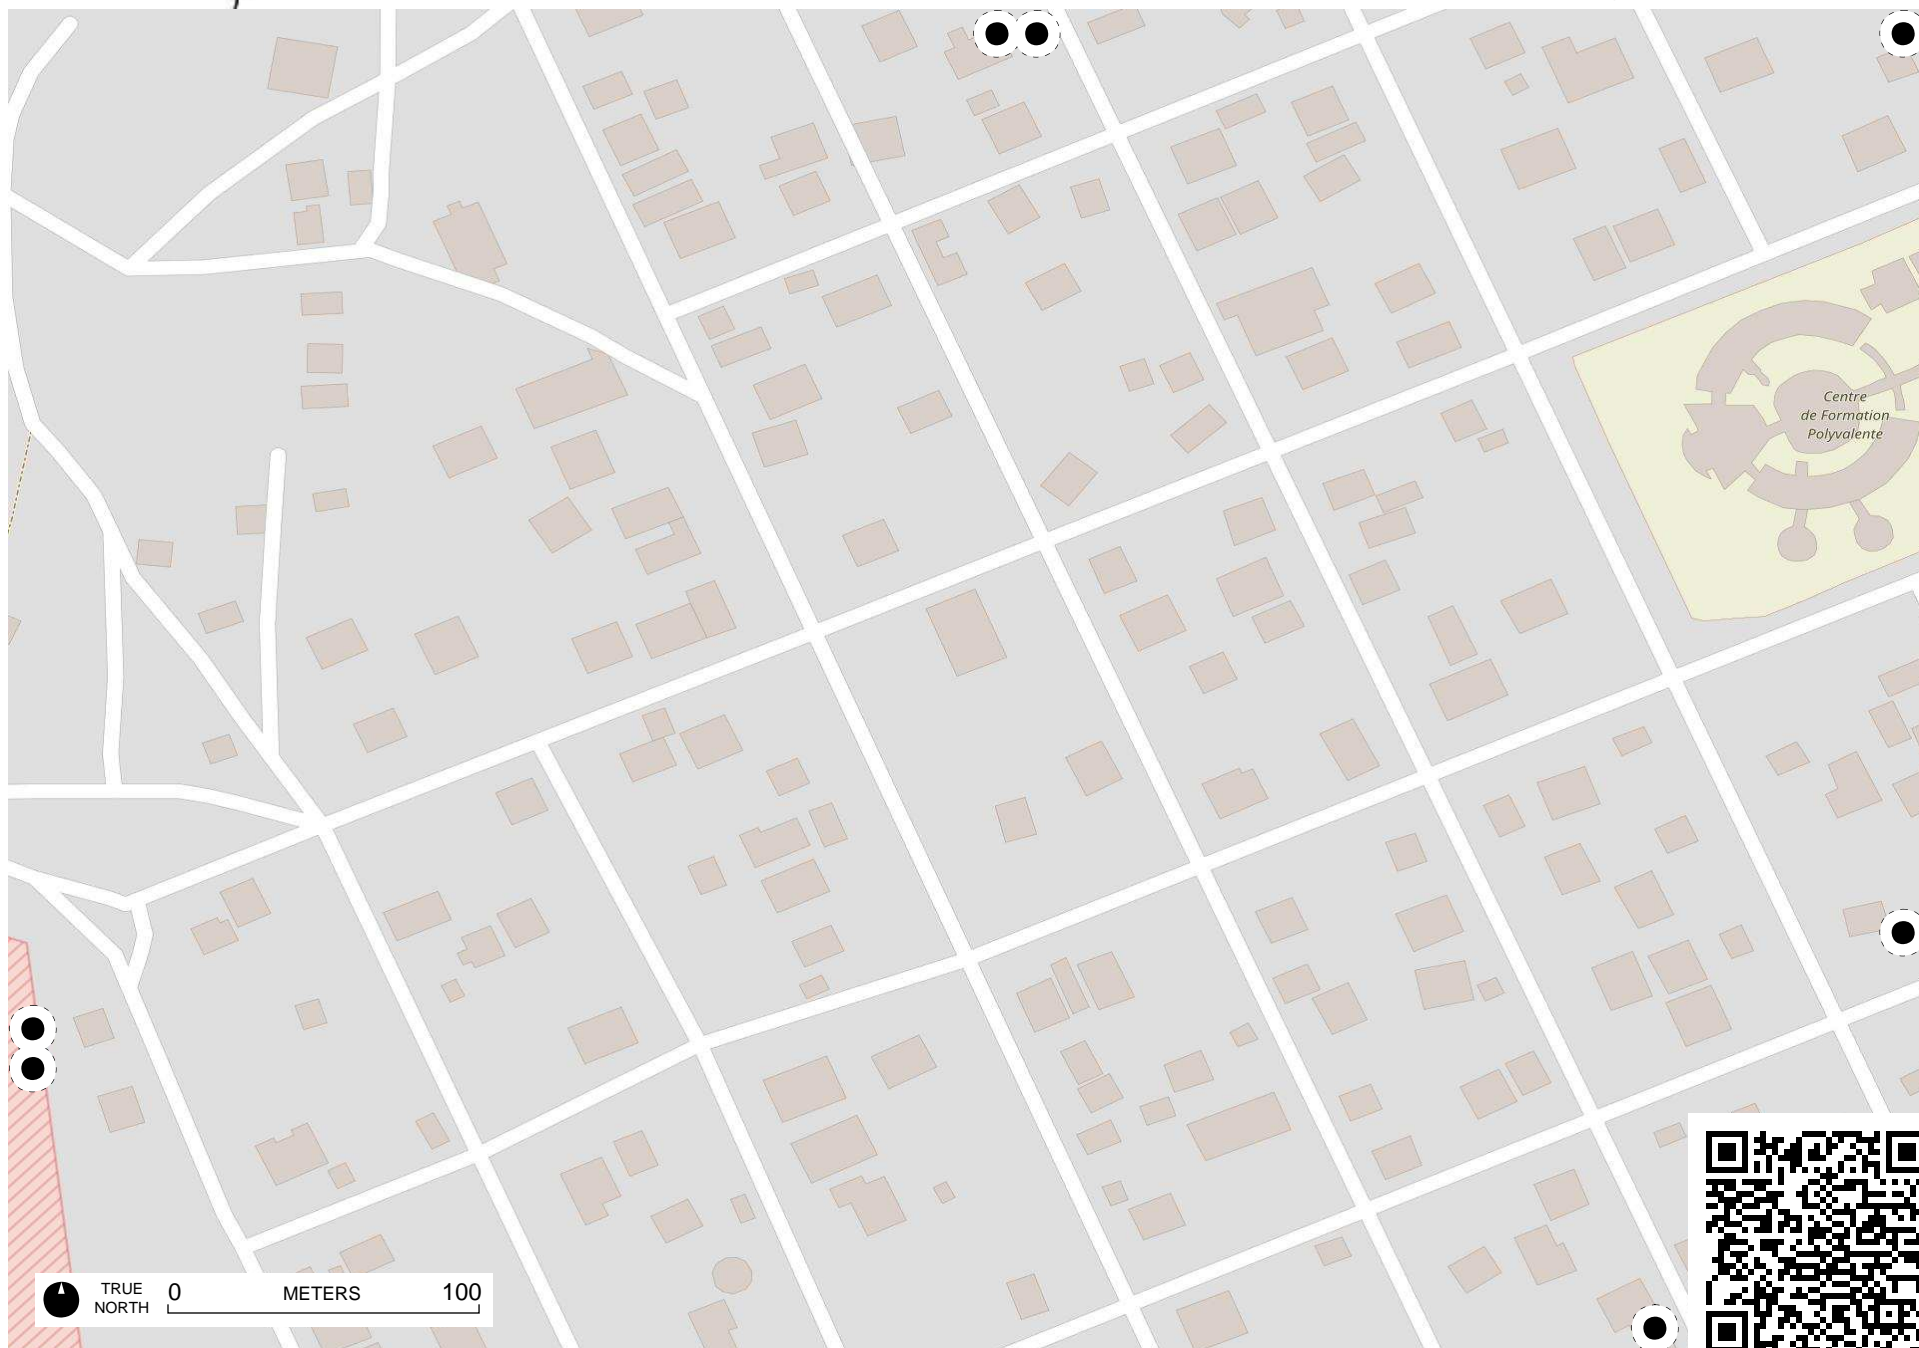 Centre
de Formation
Polyvalente
TRUE
NORTH
0 METERS 100